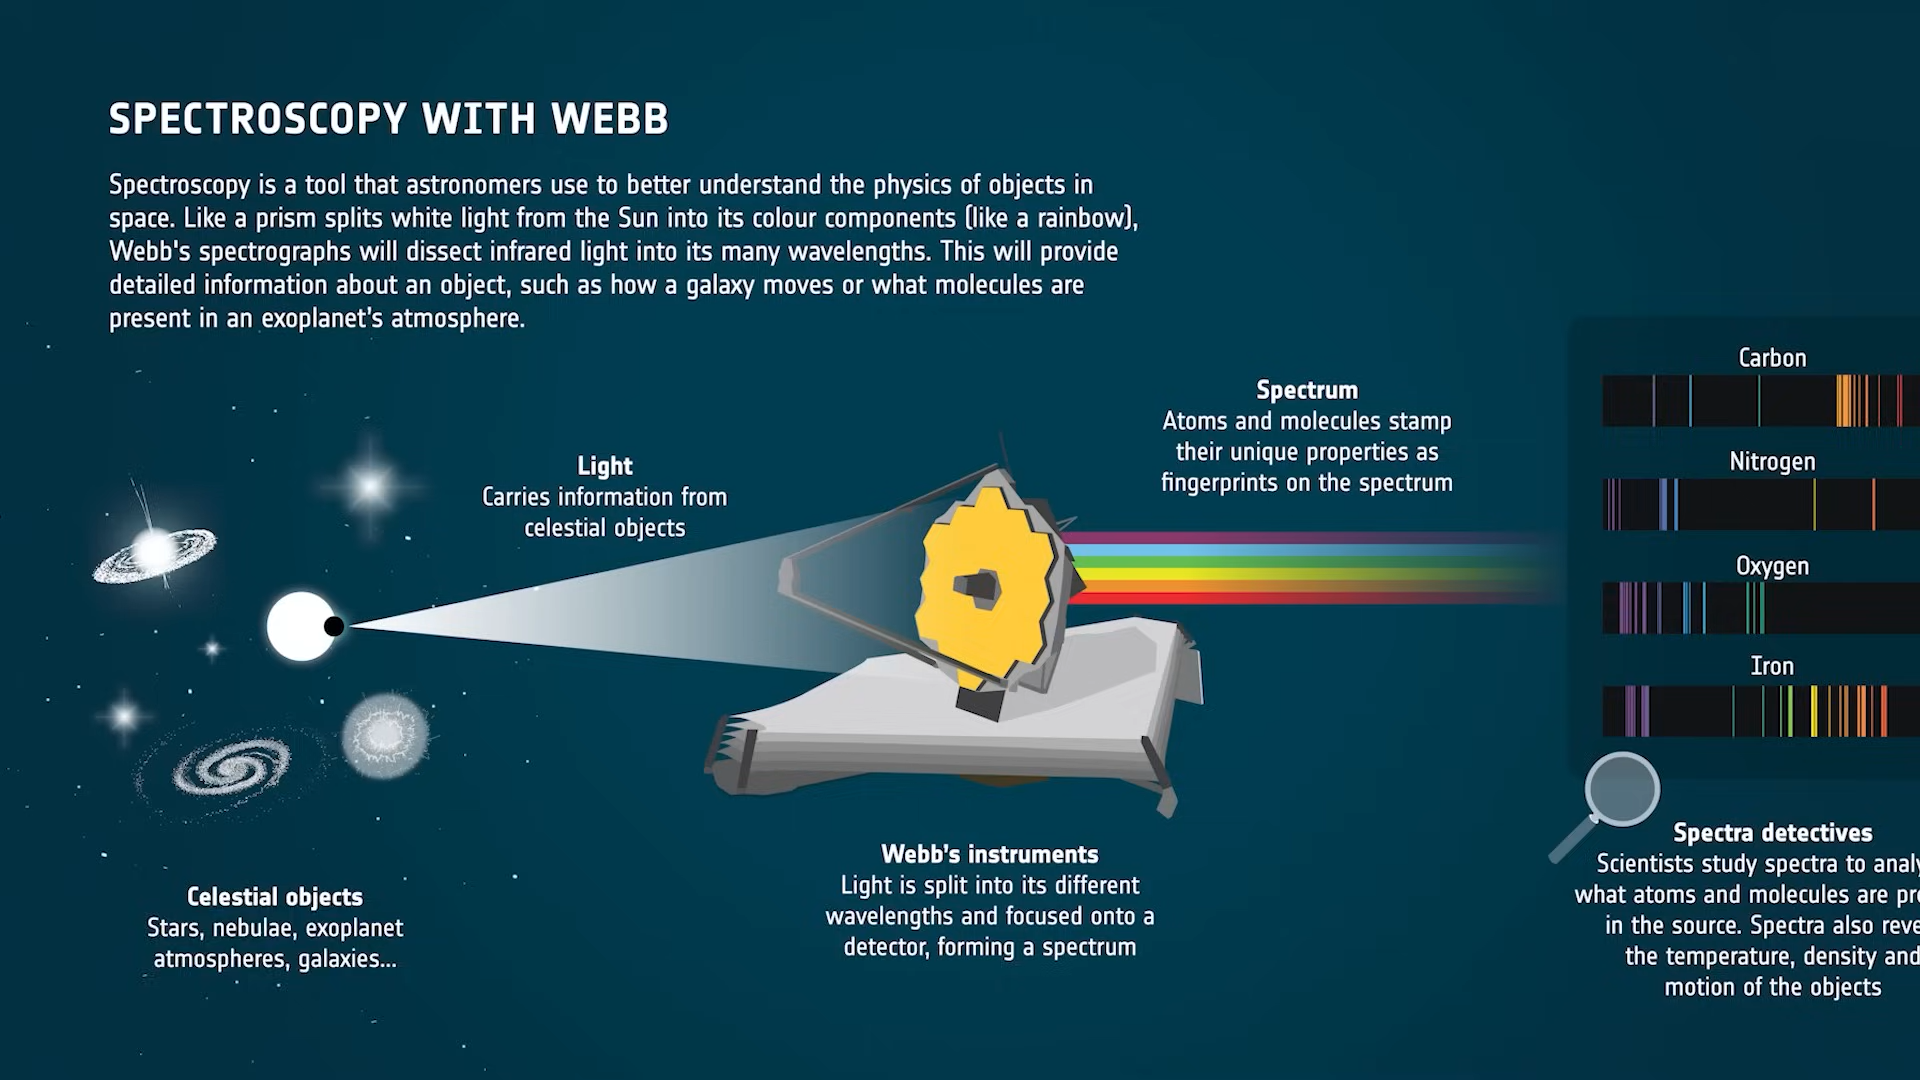 SPECTROSCOPY WITH WEBB
Spectroscopy is a tool that astronomers use to better understand the physics of objects in
space. Like a prism splits white light from the Sun into its colour components (like a rainbow),
Webb's spectrographs will dissect infrared light into its many wavelengths. This will provide
detailed information about an object, such as how a galaxy moves or what molecules are
present in an exoplanet's atmosphere.
Light
Carries information from
celestial objects
Spectrum
Atoms and molecules stamp
their unique properties as
fingerprints on the spectrum
Carbon
Nitrogen
Oxygen
Iron
Celestial objects
Stars, nebulae, exoplanet
atmospheres, galaxies...
Webb's instruments
Light is split into its different
wavelengths and focused onto a
detector, forming a spectrum
Spectra detectives
Scientists study spectra to
what atoms and molecules are
in the source. Spectra also
the temperature, density and
motion of the objects